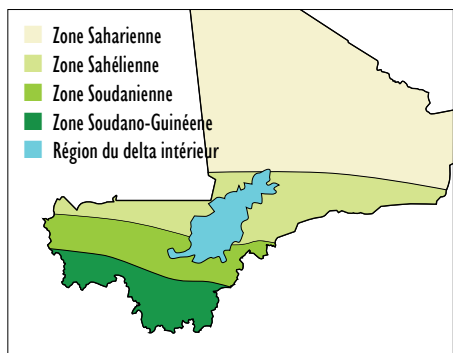 Zone Saharienne
Zone Sahélienne
Zone Soudanienne
Zone Soudano-Guinéene
Région du delta intérieur